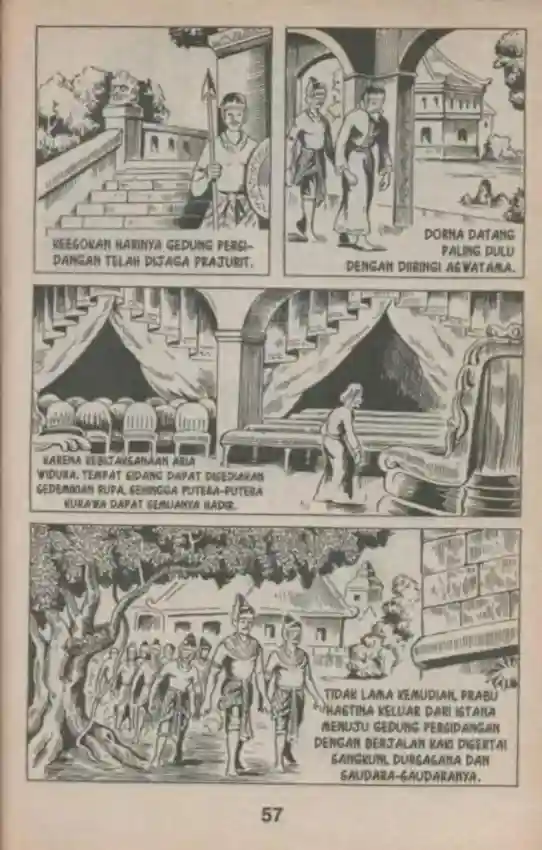 KEESOKAN HARINYA GEDUNG PERSI-
DANGAN TELAH DIJAGA PRAJURIT.
DORNA DATANG
PALING DULU
DENGAN DIIRINGI ASWATAMA.
KARENA KEBIJAKSANAAN ARIA
WIDURA, TEMPAT SIDANG DAPAT DISEDIAKAN
SEDEMIKIAN RUPA, SEHINGGA PUTERA-PUTERA
KURAWA DAPAT SEMUANYA HADIR.
TIDAK LAMA KEMUDIAN, PRABU
HASTINA KELUAR DARI ISTANA
MENUJU GEDUNG PERSIDANGAN
DENGAN BERJALAN KAKI DISERTAI
SANGKUNI, DURSASANA DAN
SAUDARA-SAUDARANYA.
57